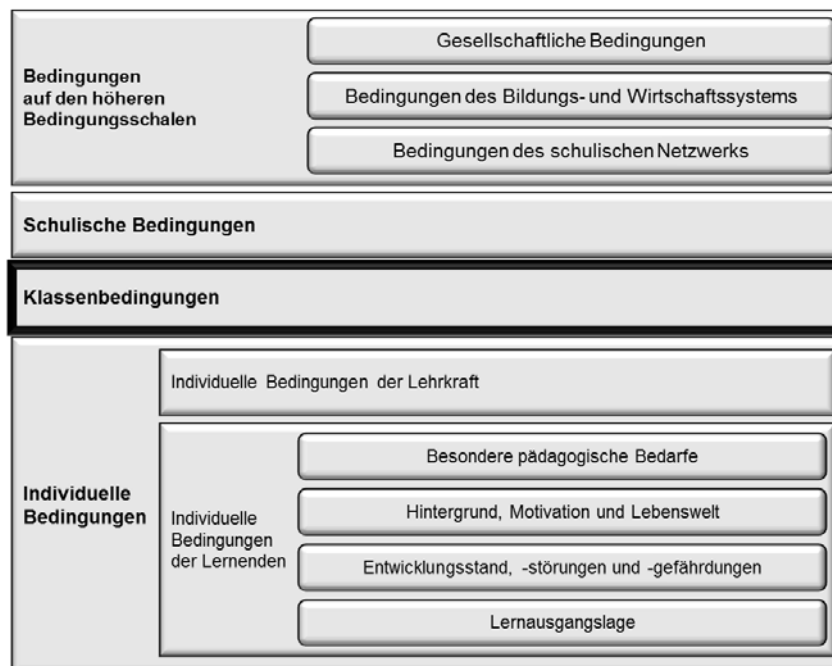 Bedingungen
auf den höheren
Bedingungsschalen
Gesellschaftliche Bedingungen
Bedingungen des Bildungs- und Wirtschaftssystems
Bedingungen des schulischen Netzwerks
Schulische Bedingungen
Klassenbedingungen
Individuelle
Bedingungen
Individuelle Bedingungen der Lehrkraft
Individuelle
Bedingungen
der Lernenden
Besondere pädagogische Bedarfe
Hintergrund, Motivation und Lebenswelt
Entwicklungsstand, -störungen und -gefährdungen
Lernausgangslage